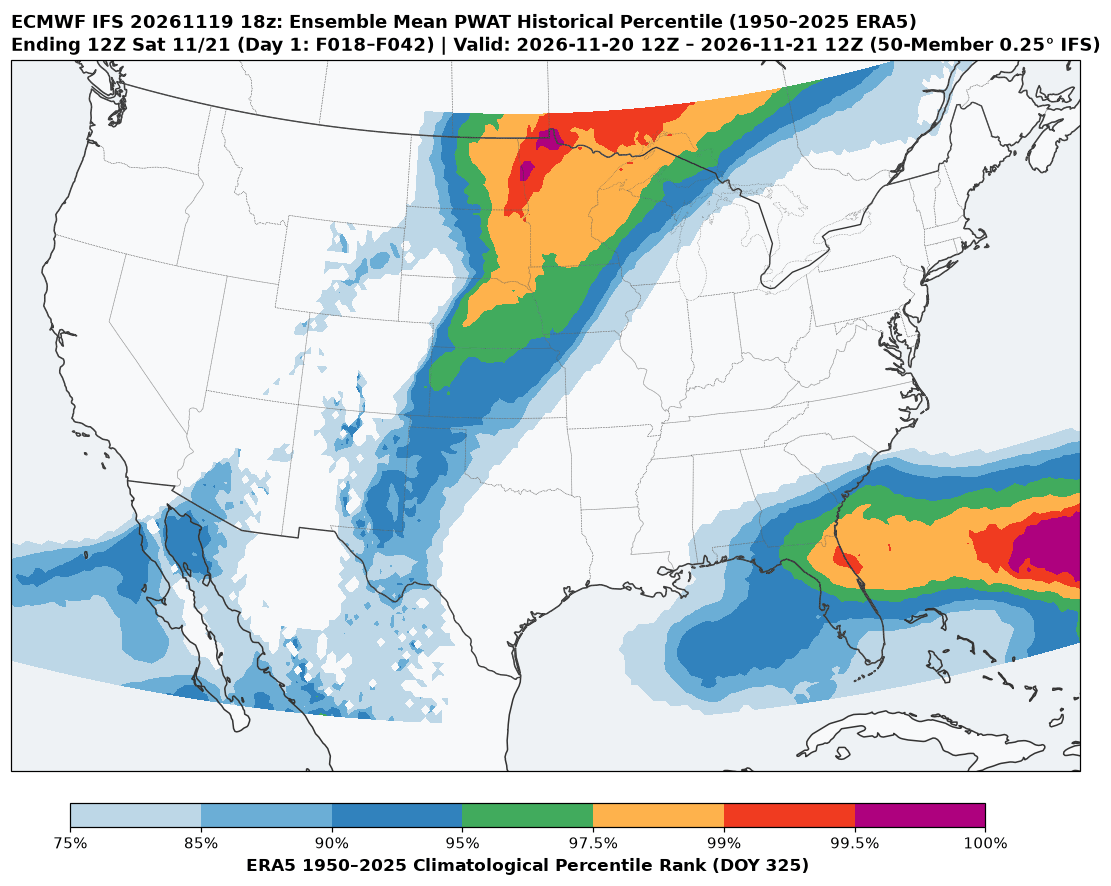 ECMWF IFS 20261119 18z: Ensemble Mean PWAT Historical Percentile (1950–2025 ERA5)
Ending 12Z Sat 11/21 (Day 1: F018–F042) | Valid: 2026-11-20 12Z – 2026-11-21 12Z (50-Member 0.25° IFS)
75% 85% 90% 95% 97.5% 99% 99.5% 100%
ERA5 1950–2025 Climatological Percentile Rank (DOY 325)